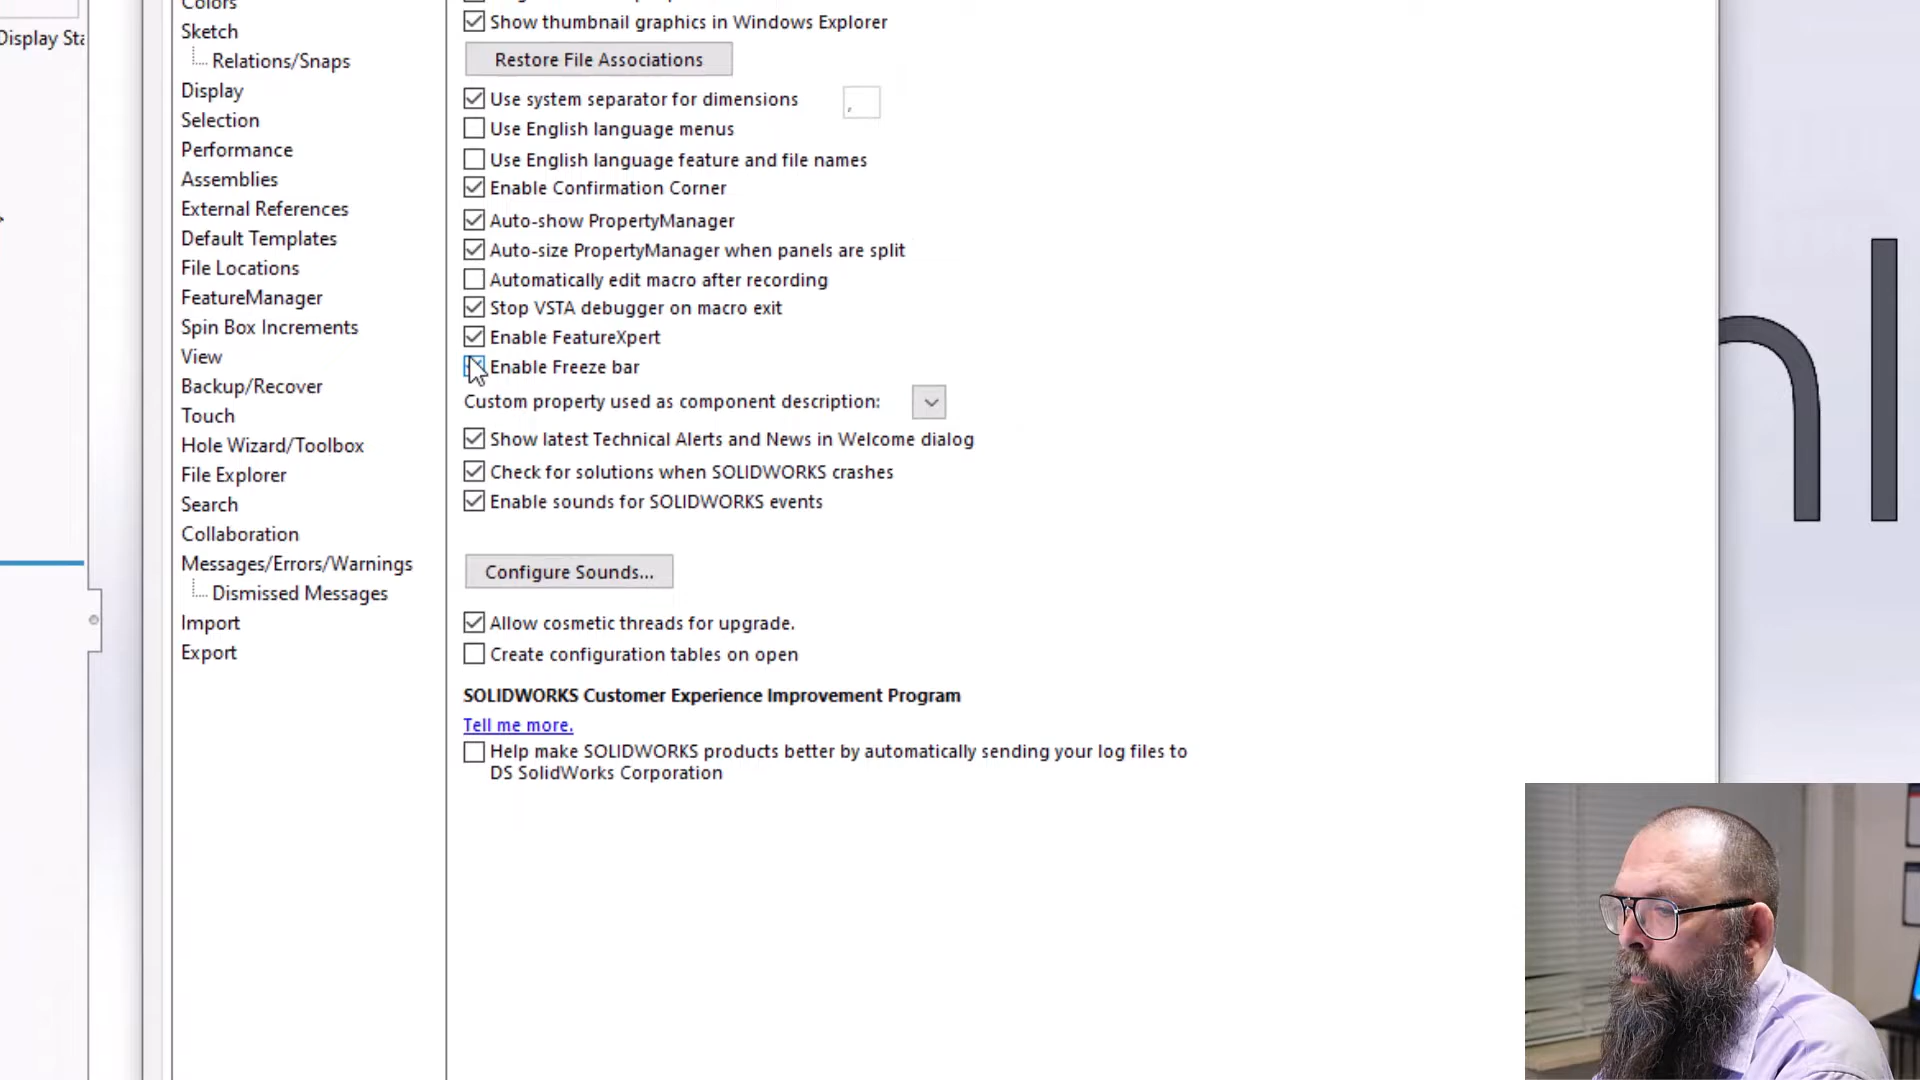 Display Sta
Colors
Sketch
Relations/Snaps
Display
Selection
Performance
Assemblies
External References
Default Templates
File Locations
FeatureManager
Spin Box Increments
View
Backup/Recover
Touch
Hole Wizard/Toolbox
File Explorer
Search
Collaboration
Messages/Errors/Warnings
Dismissed Messages
Import
Export
Show thumbnail graphics in Windows Explorer
Restore File Associations
Use system separator for dimensions ,
Use English language menus
Use English language feature and file names
Enable Confirmation Corner
Auto-show PropertyManager
Auto-size PropertyManager when panels are split
Automatically edit macro after recording
Stop VSTA debugger on macro exit
Enable FeatureXpert
Enable Freeze bar
Custom property used as component description:
Show latest Technical Alerts and News in Welcome dialog
Check for solutions when SOLIDWORKS crashes
Enable sounds for SOLIDWORKS events
Configure Sounds...
Allow cosmetic threads for upgrade.
Create configuration tables on open
SOLIDWORKS Customer Experience Improvement Program
Tell me more.
Help make SOLIDWORKS products better by automatically sending your log files to
DS SolidWorks Corporation